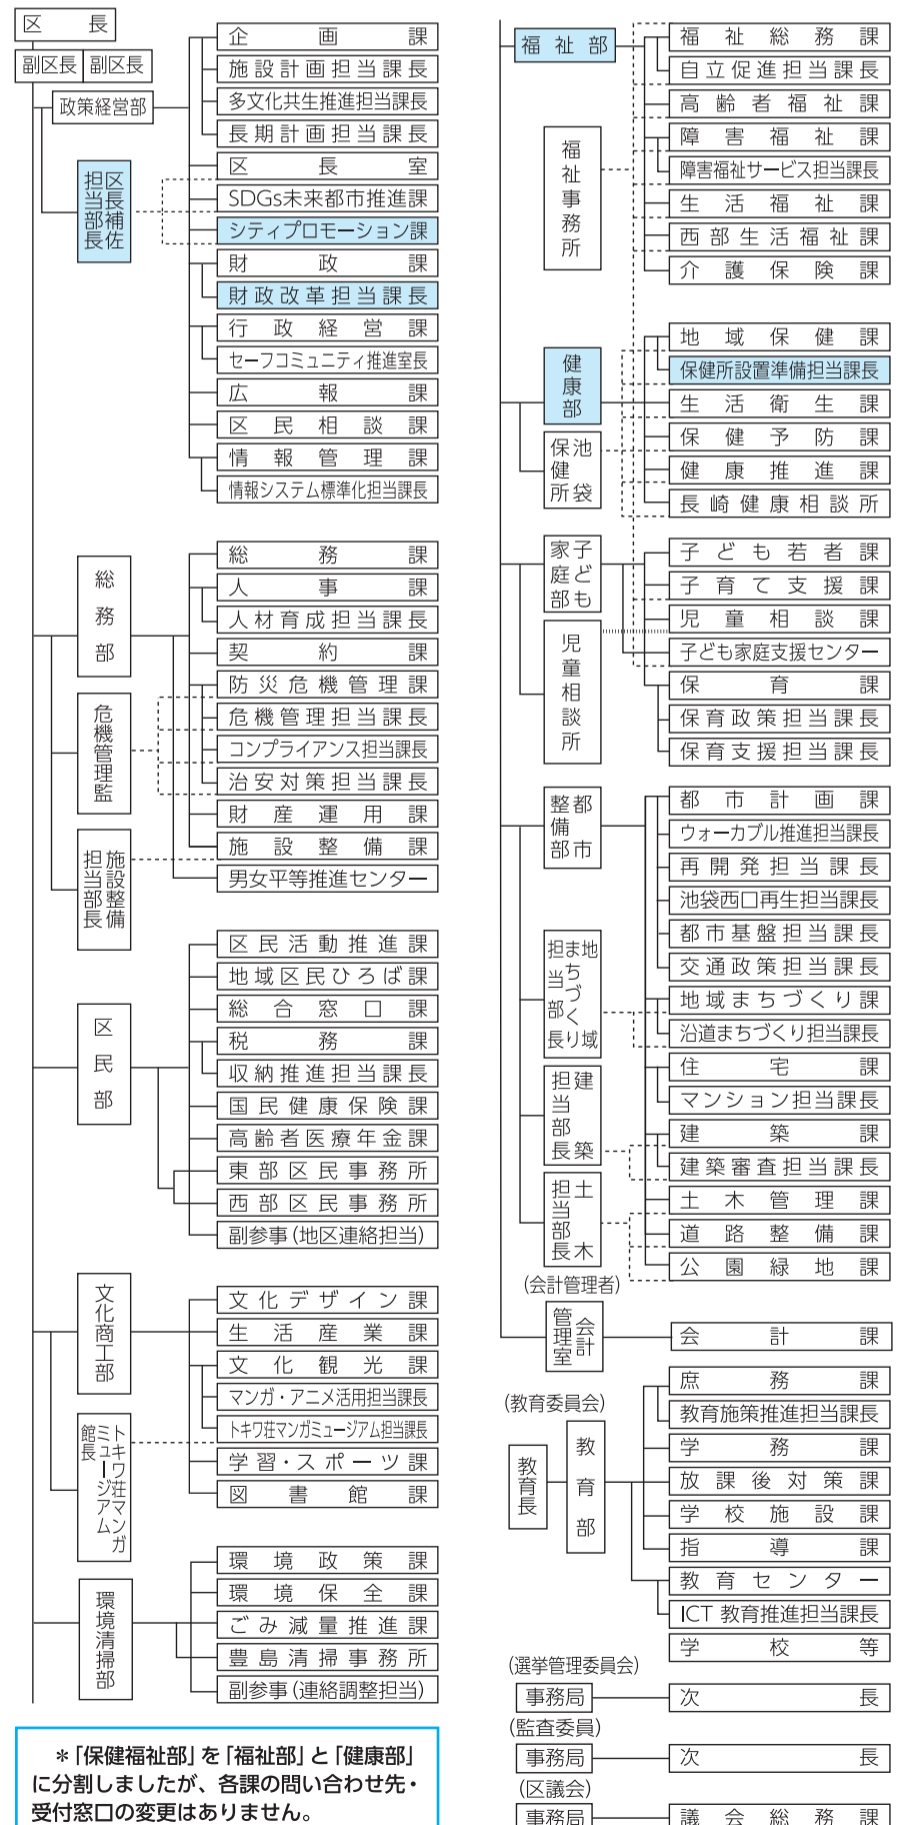 区長
副区長
副区長
政策経営部
企画課
施設計画担当課長
多文化共生推進担当課長
長期計画担当課長
区長補佐担当部長
区長室
SDGs未来都市推進課
シティプロモーション課
財政課
財政改革担当課長
行政経営課
セーフコミュニティ推進室長
広報課
区民相談課
情報管理課
情報システム標準化担当課長
総務部
危機管理監
施設整備担当部長
総務課
人事課
人材育成担当課長
契約課
防災危機管理課
危機管理担当課長
コンプライアンス担当課長
治安対策担当課長
財産運用課
施設整備課
男女平等推進センター
区民部
区民活動推進課
地域区民ひろば課
総合窓口課
税務課
収納推進担当課長
国民健康保険課
高齢者医療年金課
東部区民事務所
西部区民事務所
副参事(地区連絡担当)
文化商工部
トキワ荘マンガミュージアム館長
文化デザイン課
生活産業課
文化観光課
マンガ・アニメ活用担当課長
トキワ荘マンガミュージアム担当課長
学習・スポーツ課
図書館課
環境清掃部
環境政策課
環境保全課
ごみ減量推進課
豊島清掃事務所
副参事(連絡調整担当)
＊「保健福祉部」を「福祉部」と「健康部」
に分割しましたが、各課の問い合わせ先・
受付窓口の変更はありません。
福祉部
福祉事務所
福祉総務課
自立促進担当課長
高齢者福祉課
障害福祉課
障害福祉サービス担当課長
生活福祉課
西部生活福祉課
介護保険課
健康部
池袋保健所
地域保健課
保健所設置準備担当課長
生活衛生課
保健予防課
健康推進課
長崎健康相談所
子ども家庭部
児童相談所
子ども若者課
子育て支援課
児童相談課
子ども家庭支援センター
保育課
保育政策担当課長
保育支援担当課長
都市整備部
地域まちづくり担当部長
建築担当部長
土木担当部長
都市計画課
ウォーカブル推進担当課長
再開発担当課長
池袋西口再生担当課長
都市基盤担当課長
交通政策担当課長
地域まちづくり課
沿道まちづくり担当課長
住宅課
マンション担当課長
建築課
建築審査担当課長
土木管理課
道路整備課
公園緑地課
(会計管理者)
会計管理室
会計課
(教育委員会)
教育長
教育部
庶務課
教育施策推進担当課長
学務課
放課後対策課
学校施設課
指導課
教育センター
ICT教育推進担当課長
学校等
(選挙管理委員会)
事務局
次長
(監査委員)
事務局
次長
(区議会)
事務局
議会総務課